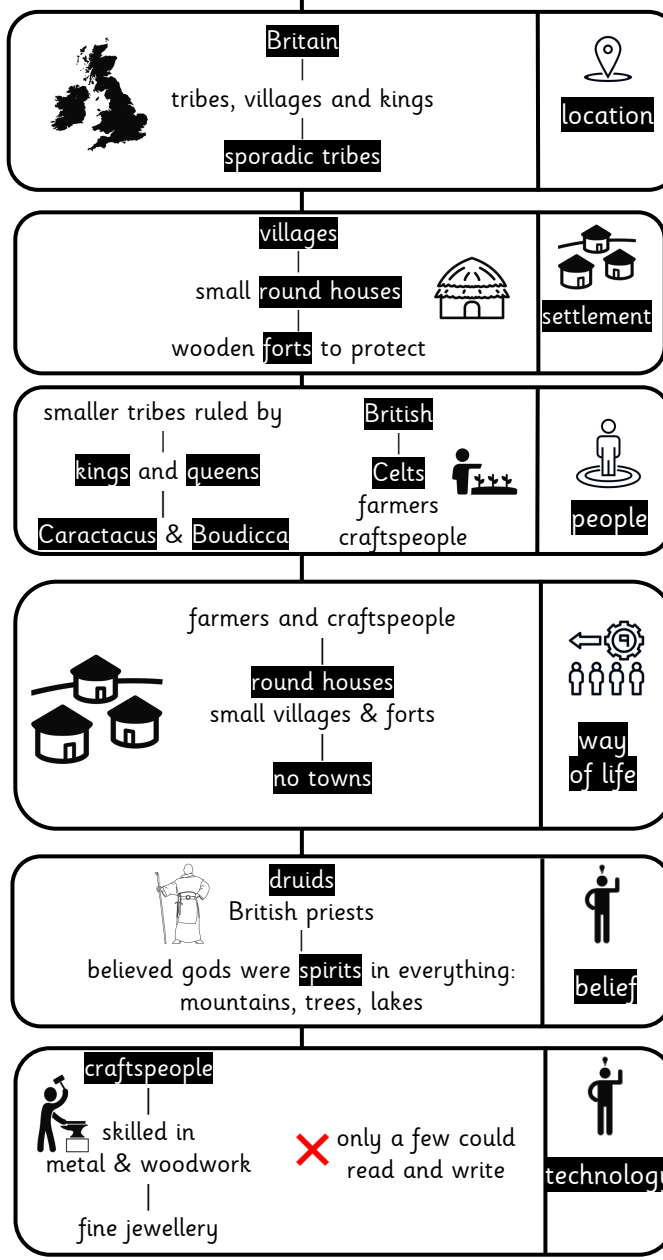 Britain
tribes, villages and kings
sporadic tribes
location
villages
small round houses
wooden forts to protect
settlement
smaller tribes ruled by
kings and queens
Caractacus & Boudicca
British
Celts
farmers
craftspeople
people
farmers and craftspeople
round houses
small villages & forts
no towns
way
of life
druids
British priests
believed gods were spirits in everything:
mountains, trees, lakes
belief
craftspeople
skilled in
metal & woodwork
fine jewellery
only a few could
read and write
technology